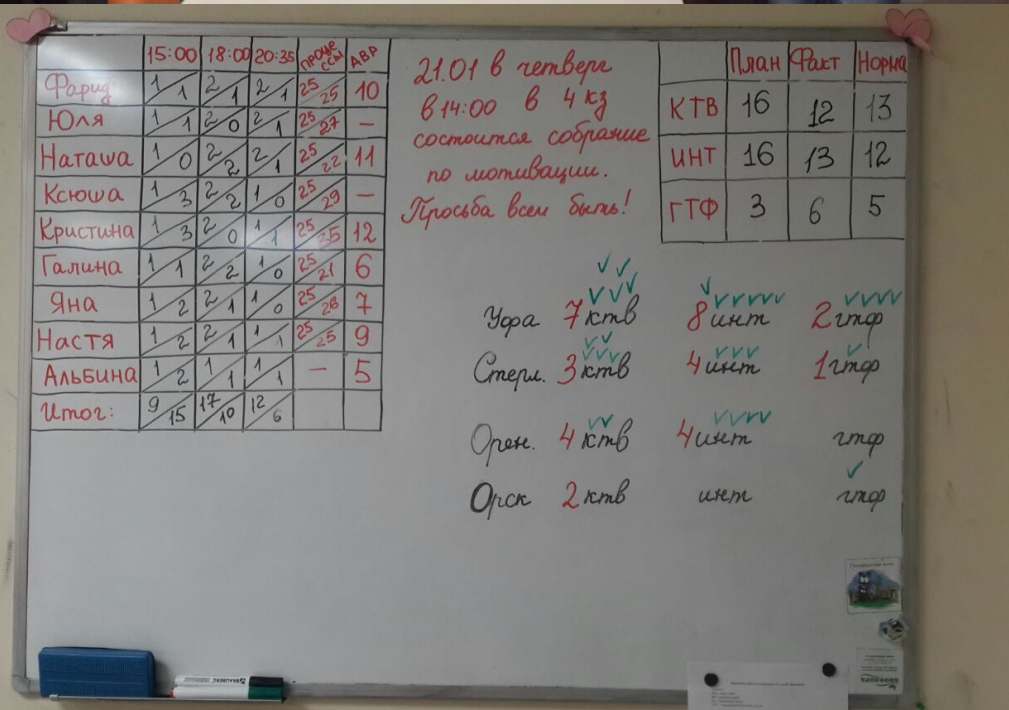 15:00 18:00 20:35 ПРОЦЕССЫ АВР
Фарид 1/1 2/1 2/1 25/25 10
Юля 1/1 2/0 2/1 25/27 —
Наташа 1/0 2/2 2/1 25/22 11
Ксюша 1/3 2/2 1/0 25/29 —
Кристина 1/3 2/0 1/1 25/25 12
Галина 1/1 2/2 1/0 25/21 6
Яна 1/2 2/1 1/0 25/28 7
Настя 1/2 2/1 1/1 25/25 9
Альбина 1/2 1/1 1/1 — 5
Итог: 9/15 17/10 12/6
21.01 в четверг
в 14:00 в 4 кз
состоится собрание
по мотивации.
Просьба всем быть!
План Факт Норма
КТВ 16 12 13
ИНТ 16 13 12
ГТФ 3 6 5
Уфа 7 ктв 8 инт 2 гтф
Стерл. 3 ктв 4 инт 1 гтф
Орен. 4 ктв 4 инт гтф
Орск 2 ктв инт гтф